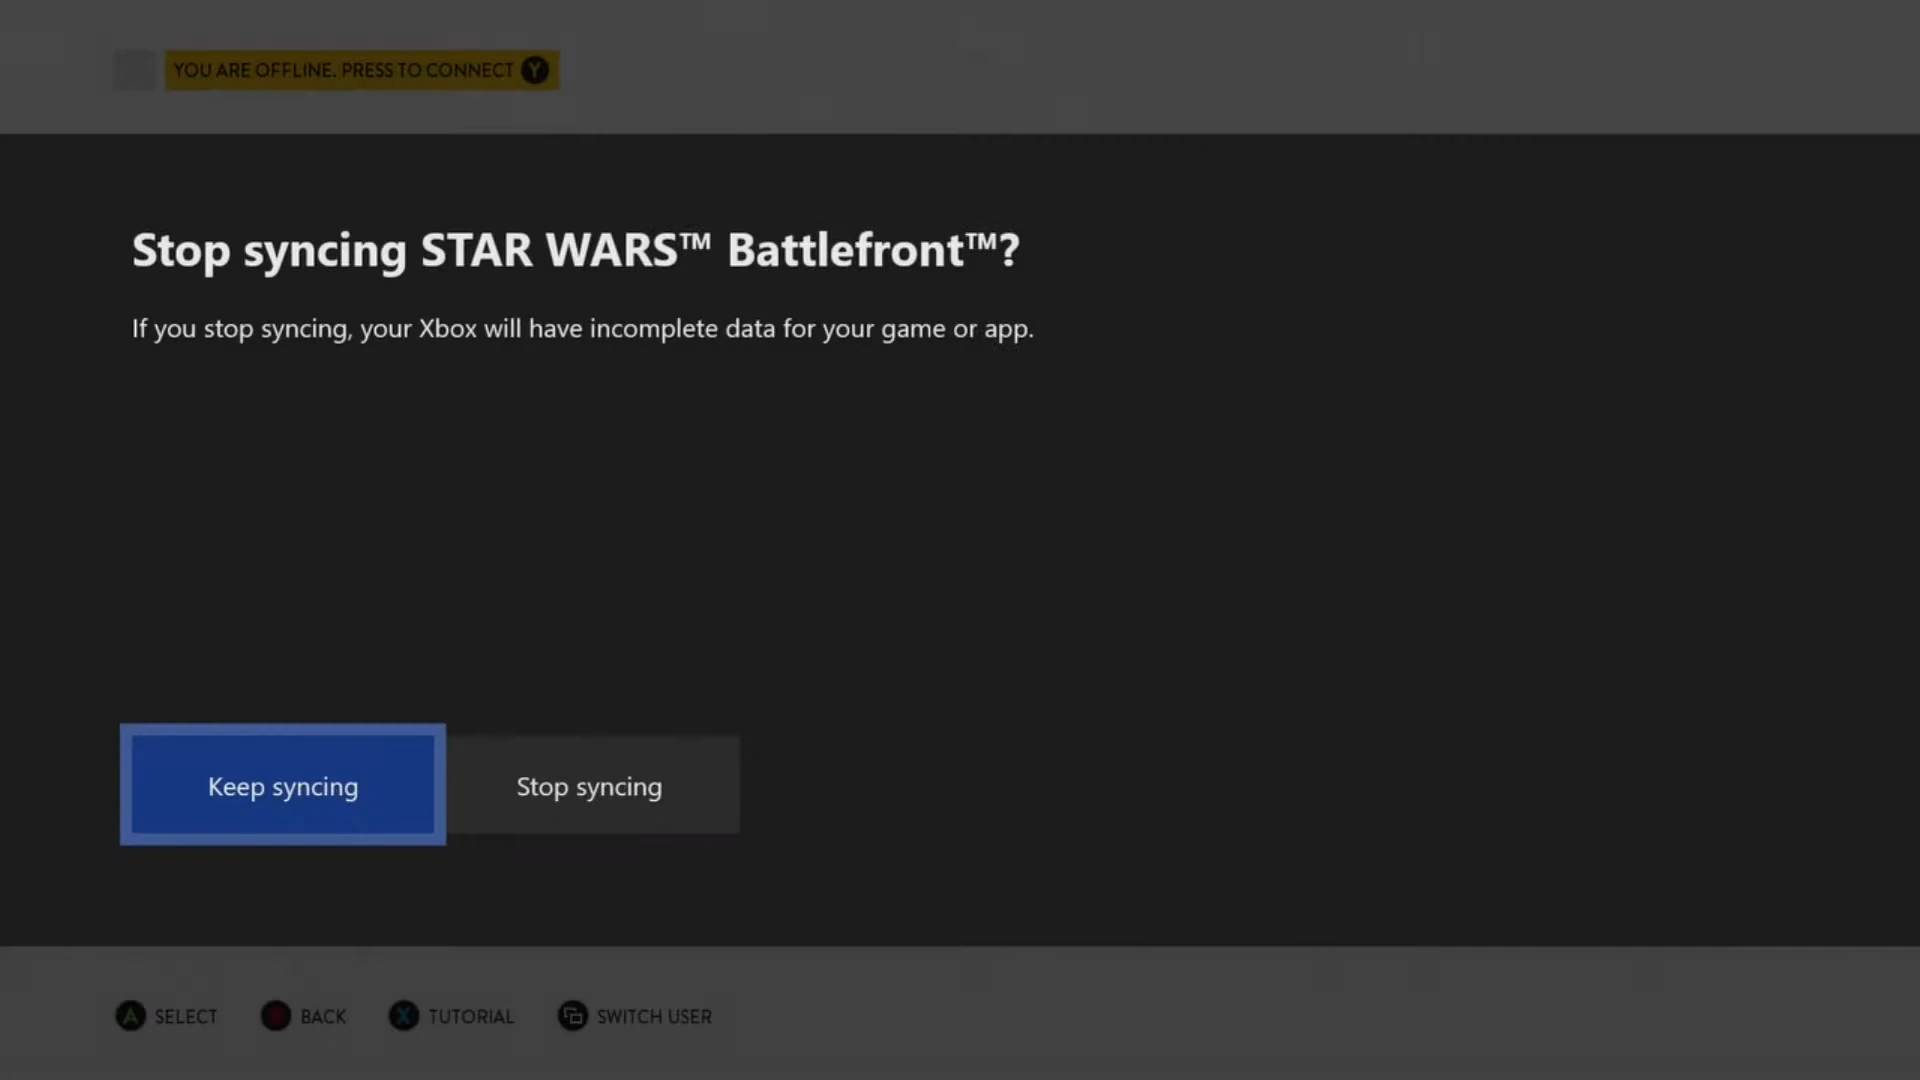 YOU ARE OFFLINE. PRESS TO CONNECT Y
Stop syncing STAR WARS™ Battlefront™?
If you stop syncing, your Xbox will have incomplete data for your game or app.
Keep syncing
Stop syncing
A SELECT BACK X TUTORIAL SWITCH USER